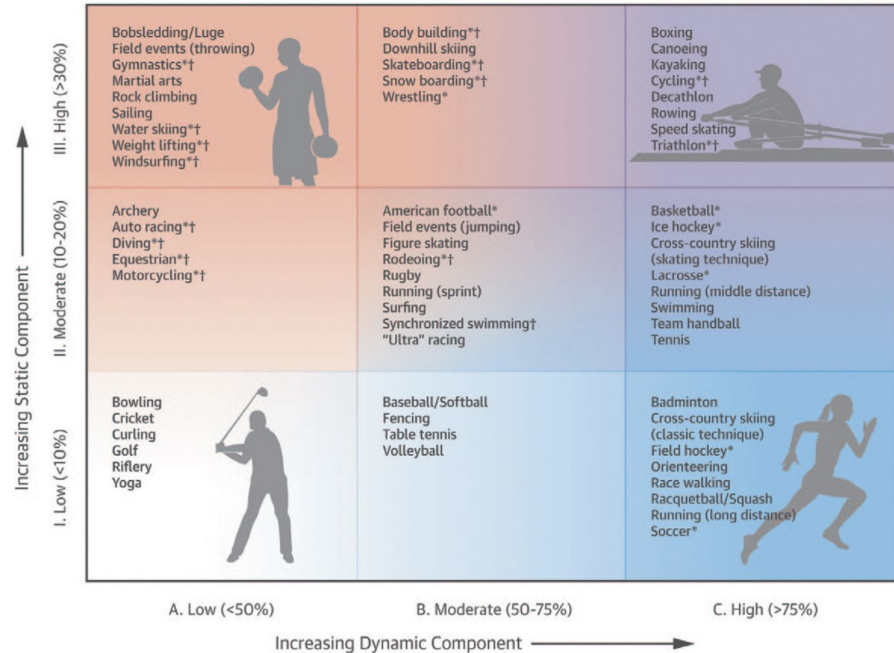 Increasing Static Component
III. High (>30%)
Bobsledding/Luge
Field events (throwing)
Gymnastics*†
Martial arts
Rock climbing
Sailing
Water skiing*†
Weight lifting*†
Windsurfing*†
Body building*†
Downhill skiing
Skateboarding*†
Snow boarding*†
Wrestling*
Boxing
Canoeing
Kayaking
Cycling*†
Decathlon
Rowing
Speed skating
Triathlon*†
II. Moderate (10-20%)
Archery
Auto racing*†
Diving*†
Equestrian*†
Motorcycling*†
American football*
Field events (jumping)
Figure skating
Rodeoing*†
Rugby
Running (sprint)
Surfing
Synchronized swimming†
"Ultra" racing
Basketball*
Ice hockey*
Cross-country skiing
(skating technique)
Lacrosse*
Running (middle distance)
Swimming
Team handball
Tennis
I. Low (<10%)
Bowling
Cricket
Curling
Golf
Riflery
Yoga
Baseball/Softball
Fencing
Table tennis
Volleyball
Badminton
Cross-country skiing
(classic technique)
Field hockey*
Orienteering
Race walking
Racquetball/Squash
Running (long distance)
Soccer*
A. Low (<50%)
B. Moderate (50-75%)
C. High (>75%)
Increasing Dynamic Component